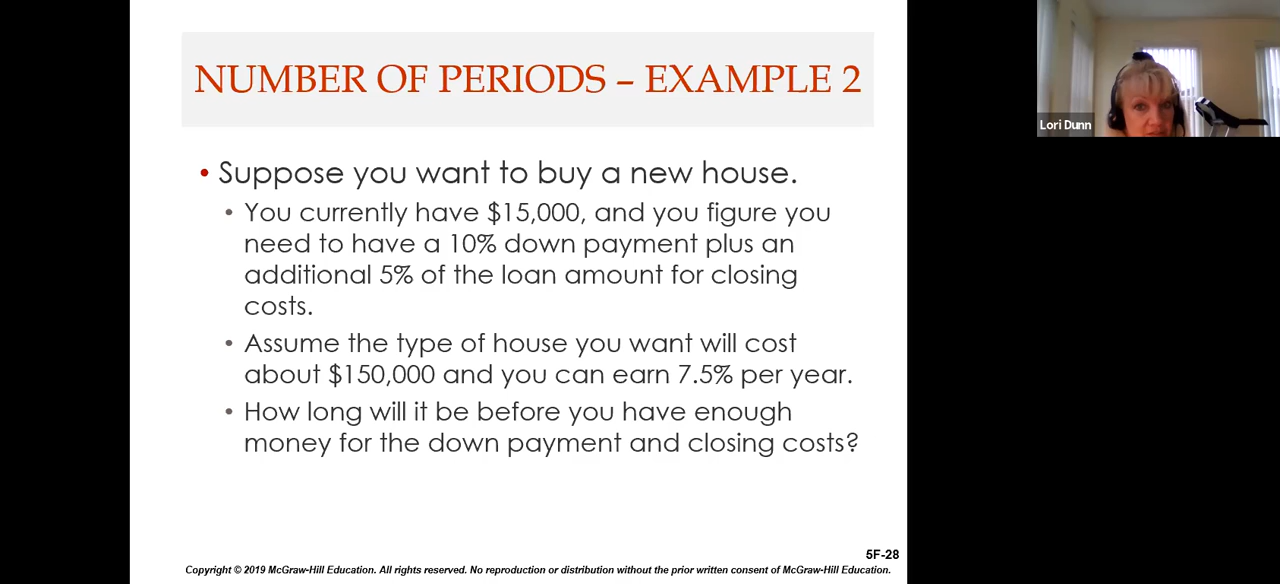 NUMBER OF PERIODS – EXAMPLE 2
Lori Dunn
• Suppose you want to buy a new house.
• You currently have $15,000, and you figure you
need to have a 10% down payment plus an
additional 5% of the loan amount for closing
costs.
• Assume the type of house you want will cost
about $150,000 and you can earn 7.5% per year.
• How long will it be before you have enough
money for the down payment and closing costs?
5F-28
Copyright © 2019 McGraw-Hill Education. All rights reserved. No reproduction or distribution without the prior written consent of McGraw-Hill Education.